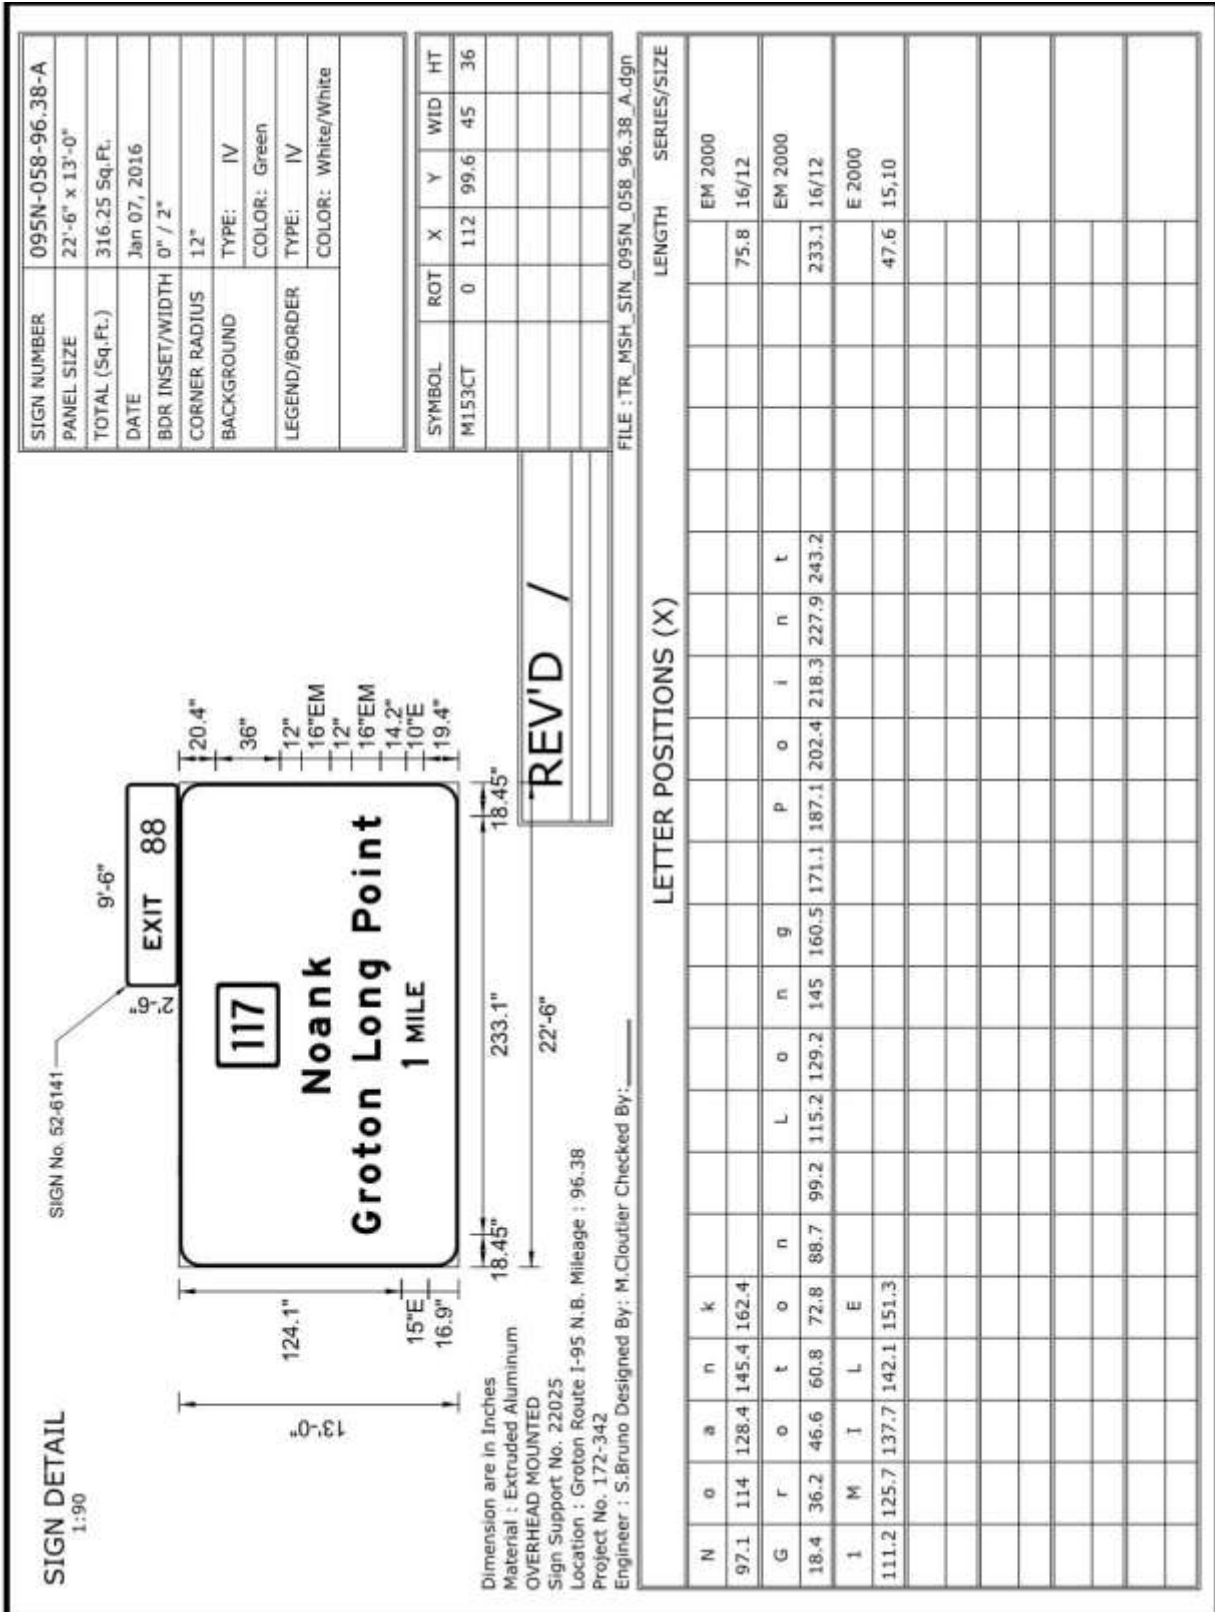 SIGN DETAIL
1:90
SIGN No. 52-6141
9'-6"
2'-6"
EXIT 88
117
Noank
Groton Long Point
1 MILE
20.4"
36"
12"
16"EM
12"
16"EM
14.2"
10"E
19.4"
124.1"
15"E
16.9"
13'-0"
18.45" 233.1" 18.45"
22'-6"
SIGN NUMBER 095N-058-96.38-A
PANEL SIZE 22'-6" x 13'-0"
TOTAL (Sq.Ft.) 316.25 Sq.Ft.
DATE Jan 07, 2016
BDR INSET/WIDTH 0" / 2"
CORNER RADIUS 12"
BACKGROUND TYPE: IV
COLOR: Green
LEGEND/BORDER TYPE: IV
COLOR: White/White
SYMBOL ROT X Y WID HT
M153CT 0 112 99.6 45 36
REV'D /
Dimension are in Inches
Material : Extruded Aluminum
OVERHEAD MOUNTED
Sign Support No. 22025
Location : Groton Route I-95 N.B. Mileage : 96.38
Project No. 172-342
Engineer : S.Bruno Designed By: M.Cloutier Checked By:
FILE : TR_MSH_SIN_095N_058_96.38_A.dgn
LETTER POSITIONS (X) LENGTH SERIES/SIZE
N o a n k EM 2000
97.1 114 128.4 145.4 162.4 75.8 16/12
G r o t o n L o n g P o i n t EM 2000
18.4 36.2 46.6 60.8 72.8 88.7 99.2 115.2 129.2 145 160.5 171.1 187.1 202.4 218.3 227.9 243.2 233.1 16/12
1 M I L E E 2000
111.2 125.7 137.7 142.1 151.3 47.6 15,10